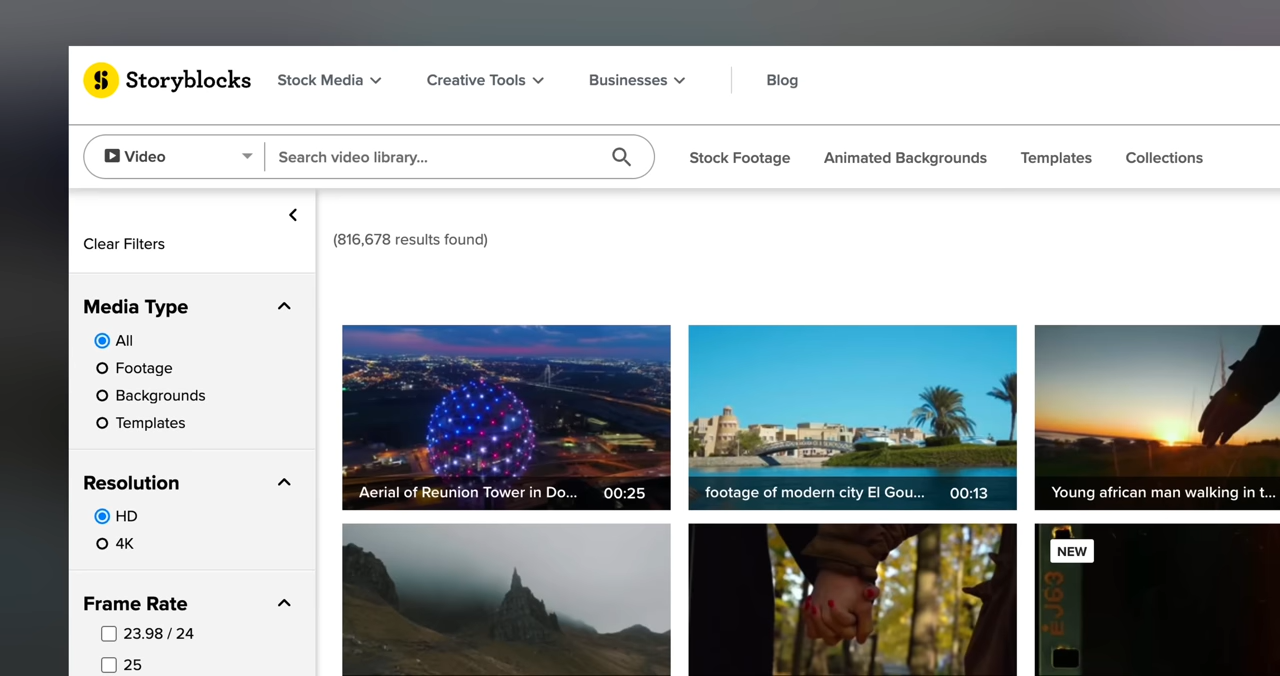 Storyblocks Stock Media Creative Tools Businesses Blog
Video Search video library... Stock Footage Animated Backgrounds Templates Collections
Clear Filters
(816,678 results found)
Media Type
All
Footage
Backgrounds
Templates
Resolution
HD
4K
Frame Rate
23.98 / 24
25
Aerial of Reunion Tower in Do... 00:25
footage of modern city El Gou... 00:13
Young african man walking in t...
NEW
EJ63